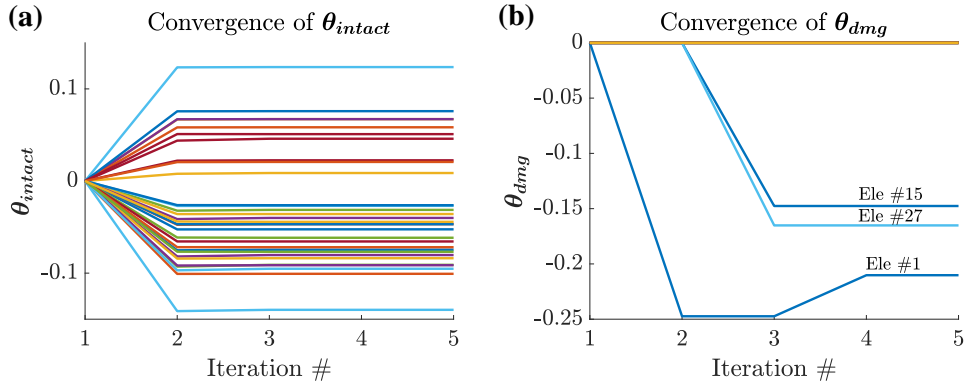 (a)
Convergence of θintact
0.1
0
-0.1
θintact
1 2 3 4 5
Iteration #
(b)
Convergence of θdmg
0
-0.05
-0.1
-0.15
-0.2
-0.25
θdmg
Ele #15
Ele #27
Ele #1
1 2 3 4 5
Iteration #